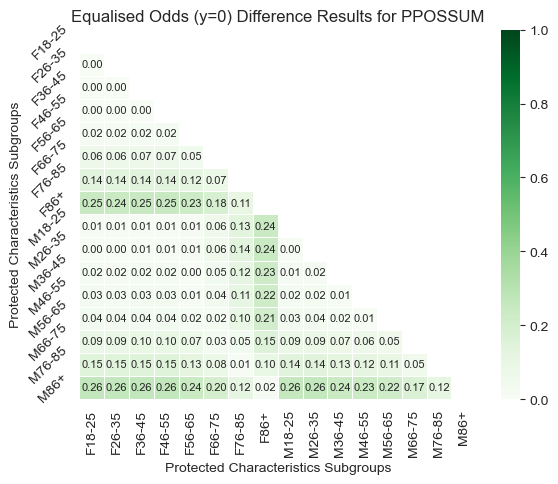 Equalised Odds (y=0) Difference Results for PPOSSUM
F18-25
F26-35 0.00
F36-45 0.00 0.00
F46-55 0.00 0.00 0.00
F56-65 0.02 0.02 0.02 0.02
F66-75 0.06 0.06 0.07 0.07 0.05
F76-85 0.14 0.14 0.14 0.14 0.12 0.07
F86+ 0.25 0.24 0.25 0.25 0.23 0.18 0.11
M18-25 0.01 0.01 0.01 0.01 0.01 0.06 0.13 0.24
M26-35 0.00 0.00 0.01 0.01 0.01 0.06 0.14 0.24 0.00
M36-45 0.02 0.02 0.02 0.02 0.00 0.05 0.12 0.23 0.01 0.02
M46-55 0.03 0.03 0.03 0.03 0.01 0.04 0.11 0.22 0.02 0.02 0.01
M56-65 0.04 0.04 0.04 0.04 0.02 0.02 0.10 0.21 0.03 0.04 0.02 0.01
M66-75 0.09 0.09 0.10 0.10 0.07 0.03 0.05 0.15 0.09 0.09 0.07 0.06 0.05
M76-85 0.15 0.15 0.15 0.15 0.13 0.08 0.01 0.10 0.14 0.14 0.13 0.12 0.11 0.05
M86+ 0.26 0.26 0.26 0.26 0.24 0.20 0.12 0.02 0.26 0.26 0.24 0.23 0.22 0.17 0.12
F18-25 F26-35 F36-45 F46-55 F56-65 F66-75 F76-85 F86+ M18-25 M26-35 M36-45 M46-55 M56-65 M66-75 M76-85 M86+
Protected Characteristics Subgroups
Protected Characteristics Subgroups
1.0
0.8
0.6
0.4
0.2
0.0